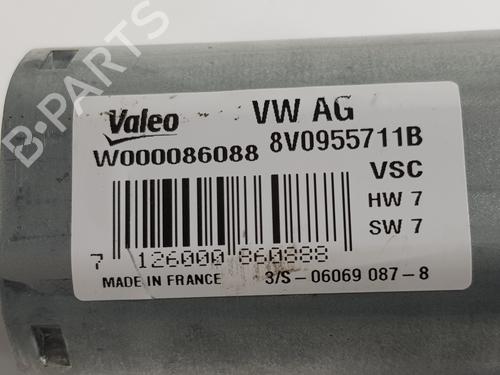 Valeo VW AG
W000086088 8V0955711B
VSC
HW 7
SW 7
7 126000 860888
MADE IN FRANCE 3/S-06069 087-8
B-PARTS